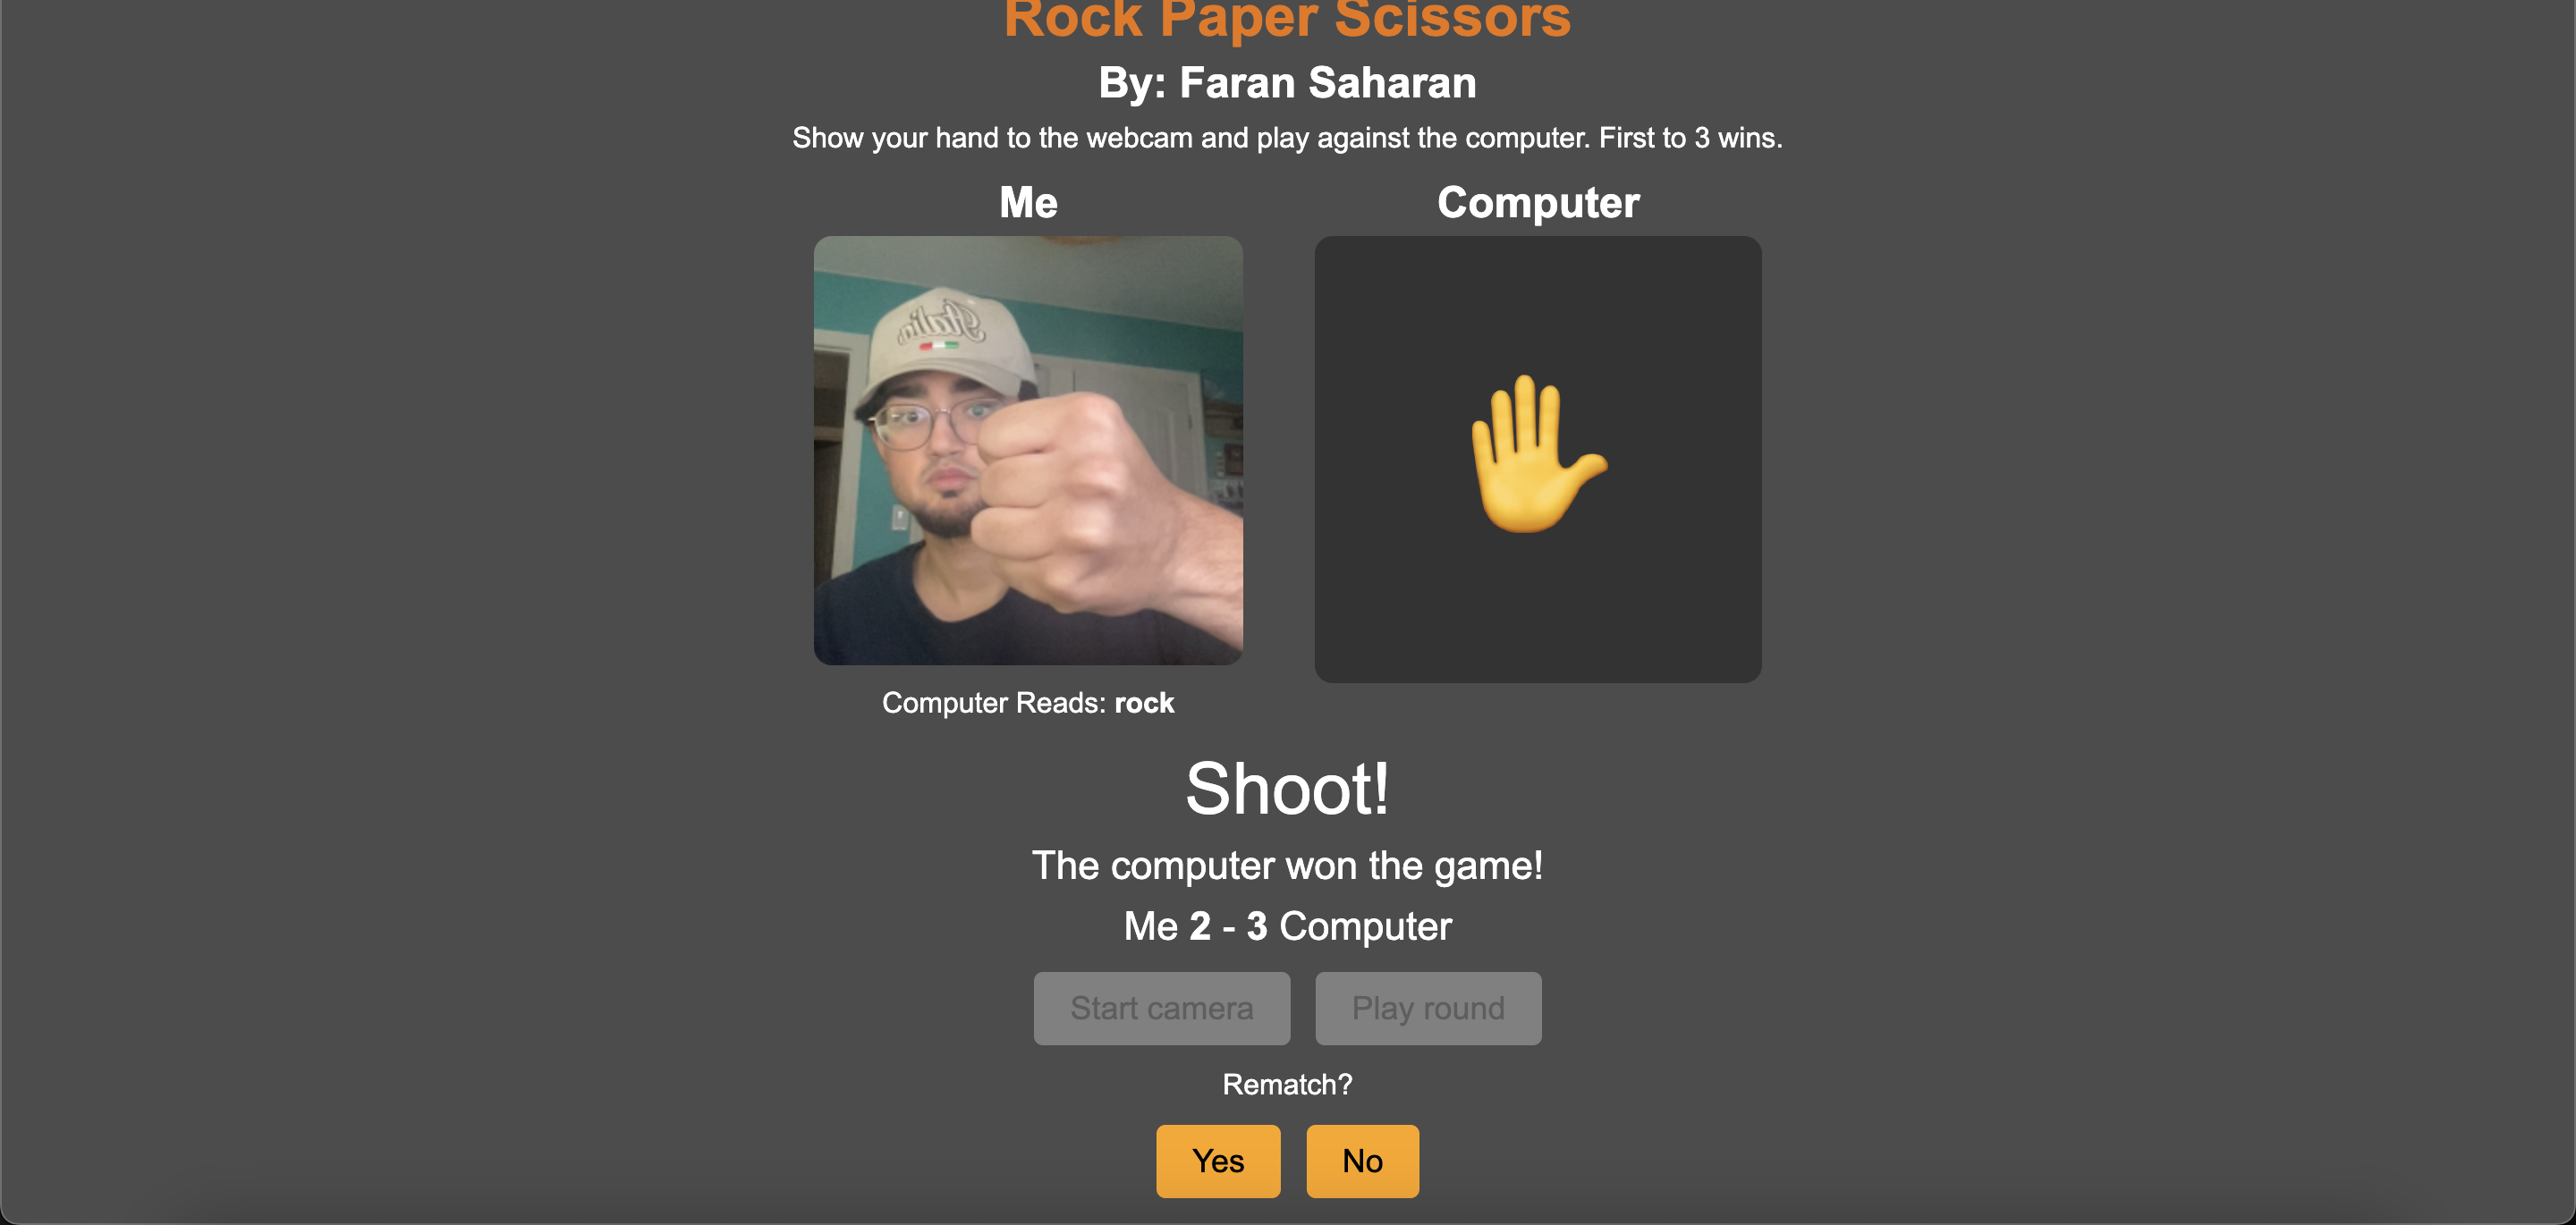 Rock Paper Scissors
By: Faran Saharan
Show your hand to the webcam and play against the computer. First to 3 wins.
Me
Computer
Italia
Computer Reads: rock
Shoot!
The computer won the game!
Me 2 - 3 Computer
Start camera
Play round
Rematch?
Yes
No